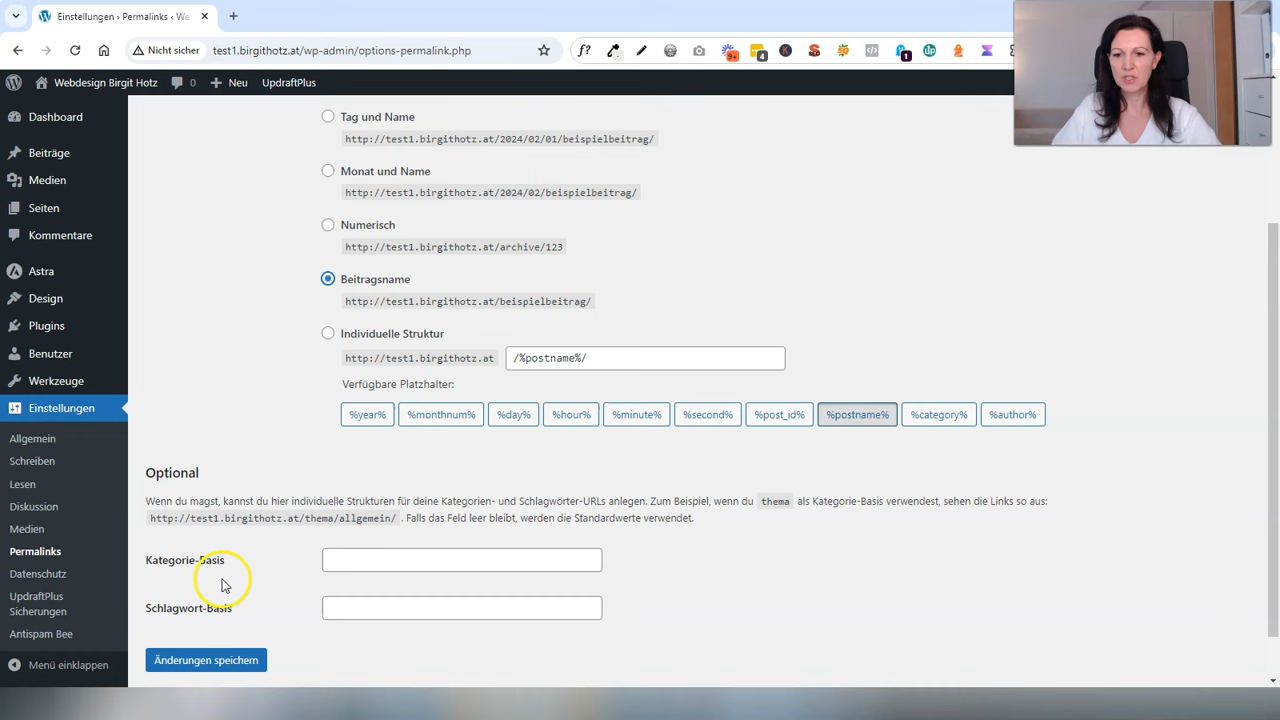 Einstellungen › Permalinks ‹ We
Nicht sicher
test1.birgithotz.at/wp-admin/options-permalink.php
f?
9+
4
1
Webdesign Birgit Hotz
0
Neu
UpdraftPlus
Dashboard
Beiträge
Medien
Seiten
Kommentare
Astra
Design
Plugins
Benutzer
Werkzeuge
Einstellungen
Allgemein
Schreiben
Lesen
Diskussion
Medien
Permalinks
Datenschutz
UpdraftPlus
Sicherungen
Antispam Bee
Menü einklappen
Tag und Name
http://test1.birgithotz.at/2024/02/01/beispielbeitrag/
Monat und Name
http://test1.birgithotz.at/2024/02/beispielbeitrag/
Numerisch
http://test1.birgithotz.at/archive/123
Beitragsname
http://test1.birgithotz.at/beispielbeitrag/
Individuelle Struktur
http://test1.birgithotz.at /%postname%/
Verfügbare Platzhalter:
%year% %monthnum% %day% %hour% %minute% %second% %post_id% %postname% %category% %author%
Optional
Wenn du magst, kannst du hier individuelle Strukturen für deine Kategorien- und Schlagwörter-URLs anlegen. Zum Beispiel, wenn du thema als Kategorie-Basis verwendest, sehen die Links so aus:
http://test1.birgithotz.at/thema/allgemein/ . Falls das Feld leer bleibt, werden die Standardwerte verwendet.
Kategorie-Basis
Schlagwort-Basis
Änderungen speichern